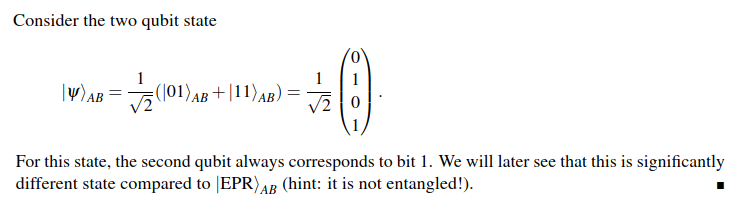 Consider the two qubit state
|ψ⟩_AB = 1/√2 (|01⟩_AB + |11⟩_AB) = 1/√2 (0 1 0 1) .
For this state, the second qubit always corresponds to bit 1. We will later see that this is significantly
different state compared to |EPR⟩_AB (hint: it is not entangled!). ■